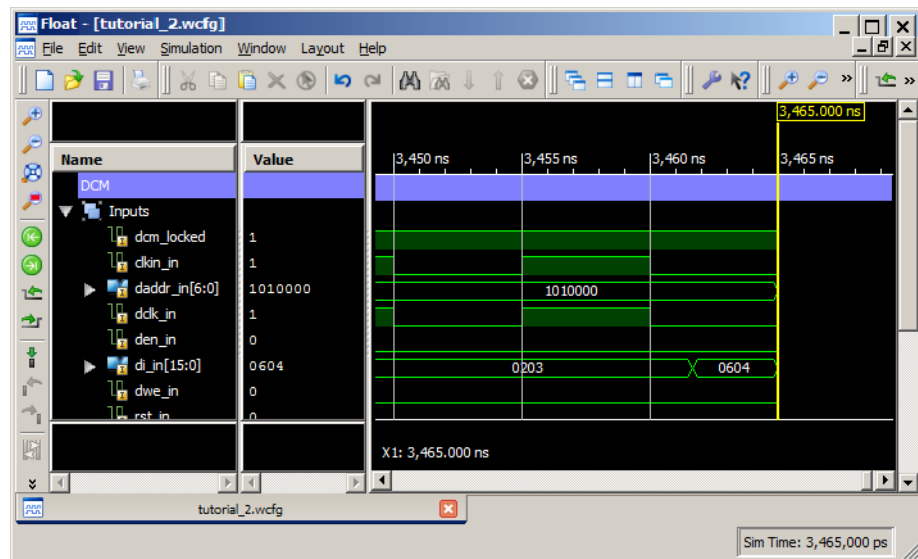 Float - [tutorial_2.wcfg]
File Edit View Simulation Window Layout Help
» »
3,465.000 ns
Name Value 3,450 ns 3,455 ns 3,460 ns 3,465 ns
DCM
Inputs
dcm_locked 1
clkin_in 1
daddr_in[6:0] 1010000 1010000
dclk_in 1
den_in 0
di_in[15:0] 0604 0203 0604
dwe_in 0
rst_in 0
X1: 3,465.000 ns
tutorial_2.wcfg
Sim Time: 3,465,000 ps